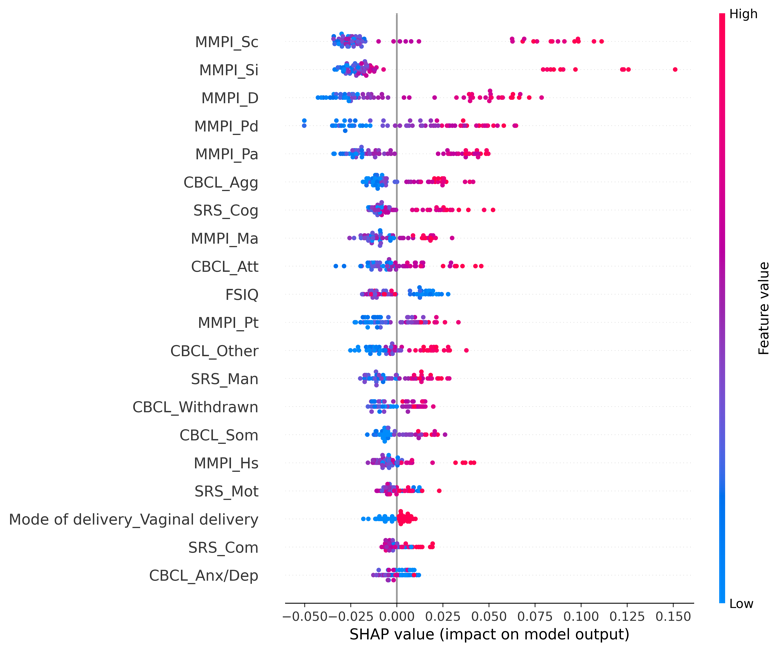 High
MMPI_Sc
MMPI_Si
MMPI_D
MMPI_Pd
MMPI_Pa
CBCL_Agg
SRS_Cog
MMPI_Ma
CBCL_Att
FSIQ
MMPI_Pt
CBCL_Other
SRS_Man
CBCL_Withdrawn
CBCL_Som
MMPI_Hs
SRS_Mot
Mode of delivery_Vaginal delivery
SRS_Com
CBCL_Anx/Dep
Low
Feature value
−0.050 −0.025 0.000 0.025 0.050 0.075 0.100 0.125 0.150
SHAP value (impact on model output)